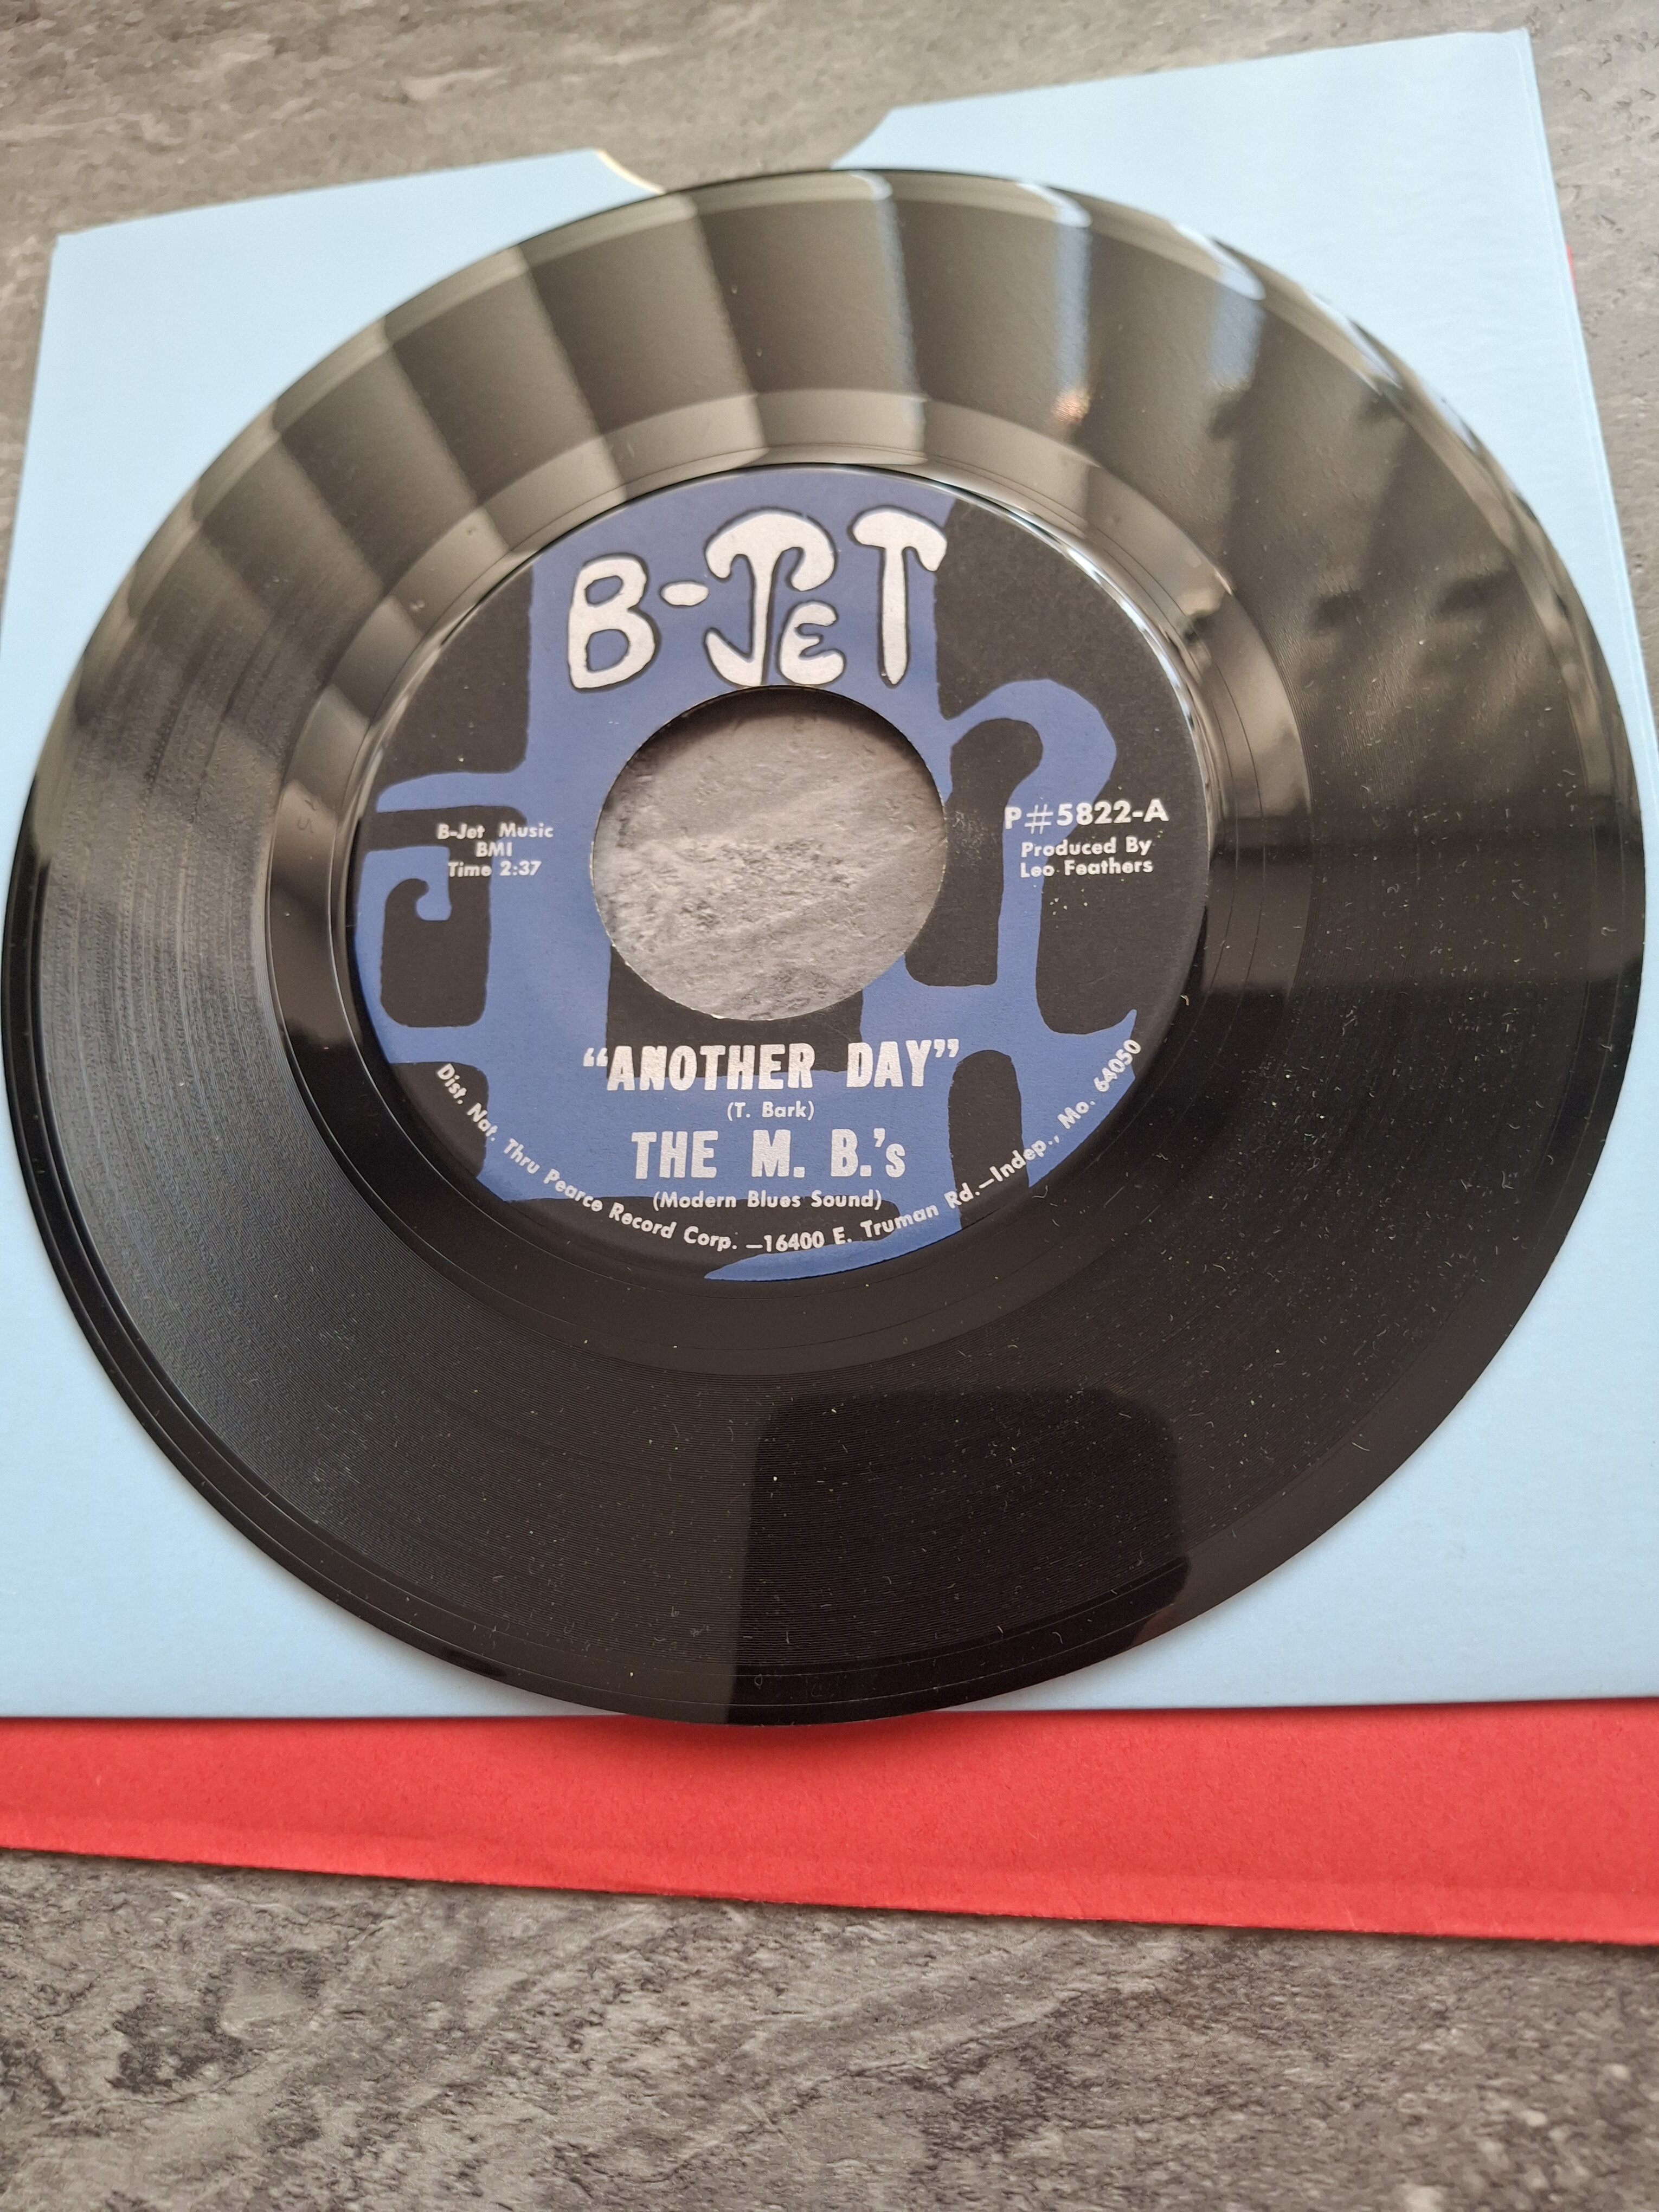 B-JET
B-Jet Music
BMI
Time 2:37
P#5822-A
Produced By
Leo Feathers
"ANOTHER DAY"
(T. Bark)
THE M. B.'s
(Modern Blues Sound)
Dist. Nat. Thru Pearce Record Corp. —16400 E. Truman Rd.—Indep., Mo. 64050